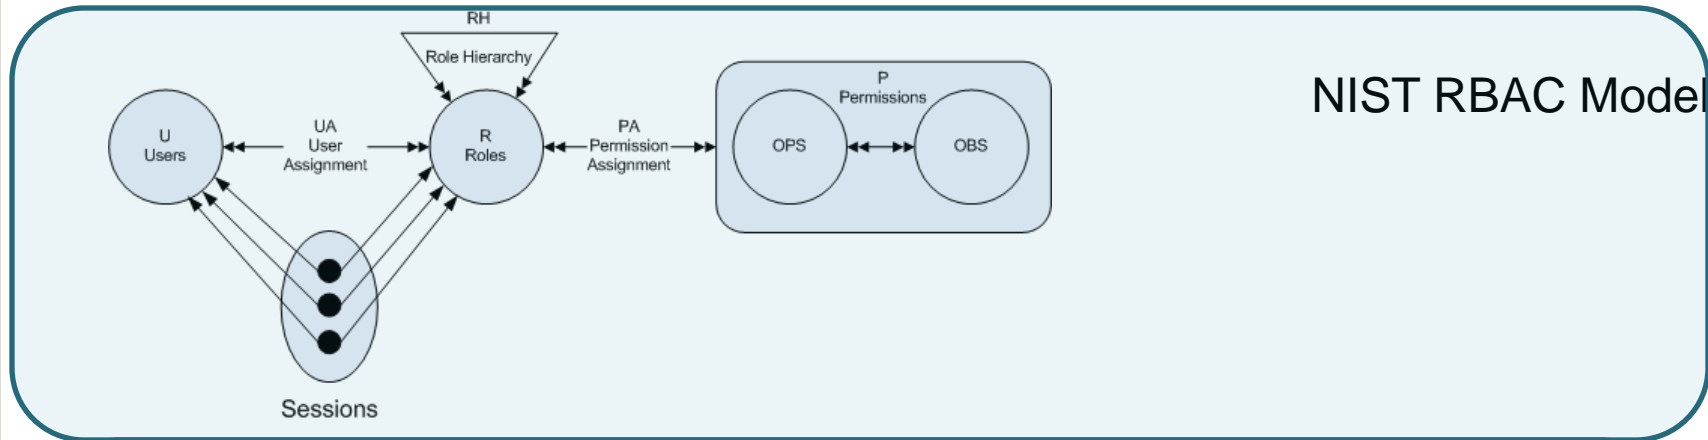 RH
Role Hierarchy
NIST RBAC Model
U
Users
UA
User
Assignment
R
Roles
PA
Permission
Assignment
P
Permissions
OPS
OBS
Sessions